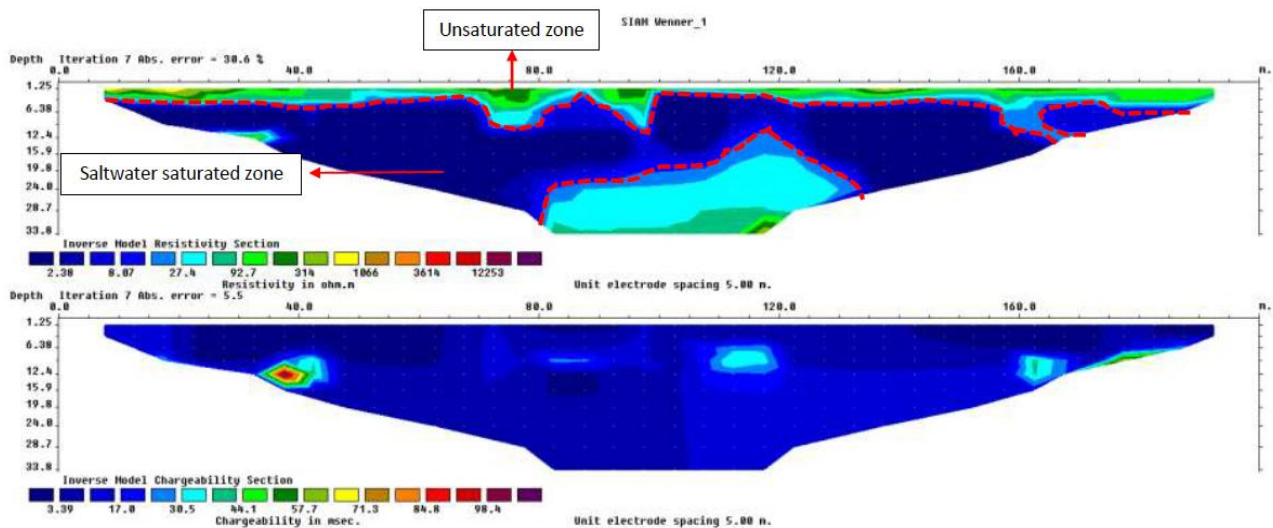 Unsaturated zone
SIAM Wenner_1
Depth Iteration 7 Abs. error = 30.6 %
0.0 40.0 80.0 120.0 160.0 m.
1.25
6.38
12.4
15.9
19.8
24.0
28.7
33.8
Saltwater saturated zone
Inverse Model Resistivity Section
2.38 8.07 27.4 92.7 314 1066 3614 12253
Resistivity in ohm.m Unit electrode spacing 5.00 m.
Depth Iteration 7 Abs. error = 5.5
0.0 40.0 80.0 120.0 160.0 m.
1.25
6.38
12.4
15.9
19.8
24.0
28.7
33.8
Inverse Model Chargeability Section
3.39 17.0 30.5 44.1 57.7 71.3 84.8 98.4
Chargeability in msec. Unit electrode spacing 5.00 m.